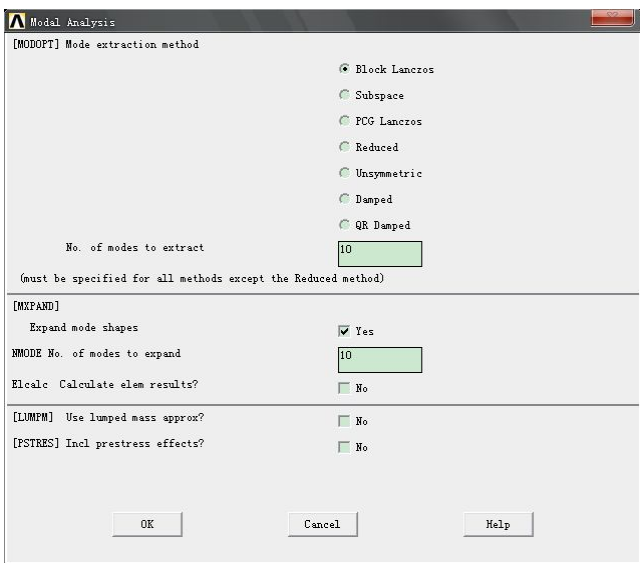 Modal Analysis
[MODOPT] Mode extraction method
Block Lanczos
Subspace
PCG Lanczos
Reduced
Unsymmetric
Damped
QR Damped
No. of modes to extract 10
(must be specified for all methods except the Reduced method)
[MXPAND]
Expand mode shapes Yes
NMODE No. of modes to expand 10
Elcalc Calculate elem results? No
[LUMPM] Use lumped mass approx? No
[PSTRES] Incl prestress effects? No
OK Cancel Help